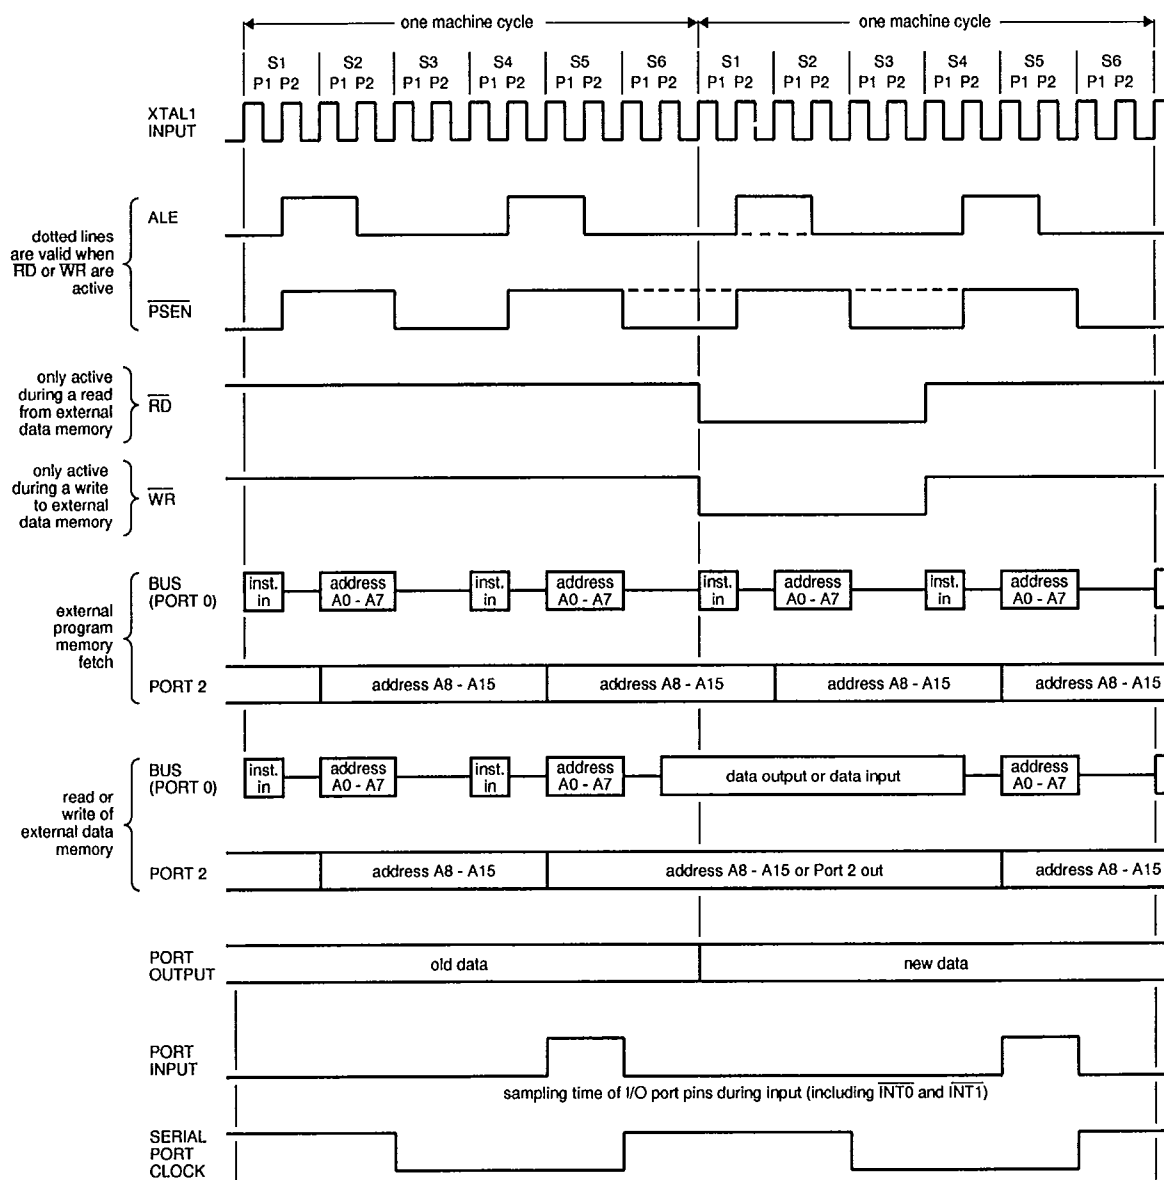 one machine cycle one machine cycle
S1 S2 S3 S4 S5 S6 S1 S2 S3 S4 S5 S6
P1 P2 P1 P2 P1 P2 P1 P2 P1 P2 P1 P2 P1 P2 P1 P2 P1 P2 P1 P2 P1 P2 P1 P2
XTAL1
INPUT
dotted lines
are valid when
RD or WR are
active
ALE
PSEN
only active
during a read
from external
data memory
RD
only active
during a write
to external
data memory
WR
external
program
memory
fetch
BUS
(PORT 0)
inst. address inst. address inst. address inst. address
in A0 - A7 in A0 - A7 in A0 - A7 in A0 - A7
PORT 2
address A8 - A15 address A8 - A15 address A8 - A15 address A8 - A15
read or
write of
external data
memory
BUS
(PORT 0)
inst. address inst. address data output or data input address
in A0 - A7 in A0 - A7 A0 - A7
PORT 2
address A8 - A15 address A8 - A15 or Port 2 out address A8 - A15
PORT
OUTPUT
old data new data
PORT
INPUT
sampling time of I/O port pins during input (including INT0 and INT1)
SERIAL
PORT
CLOCK